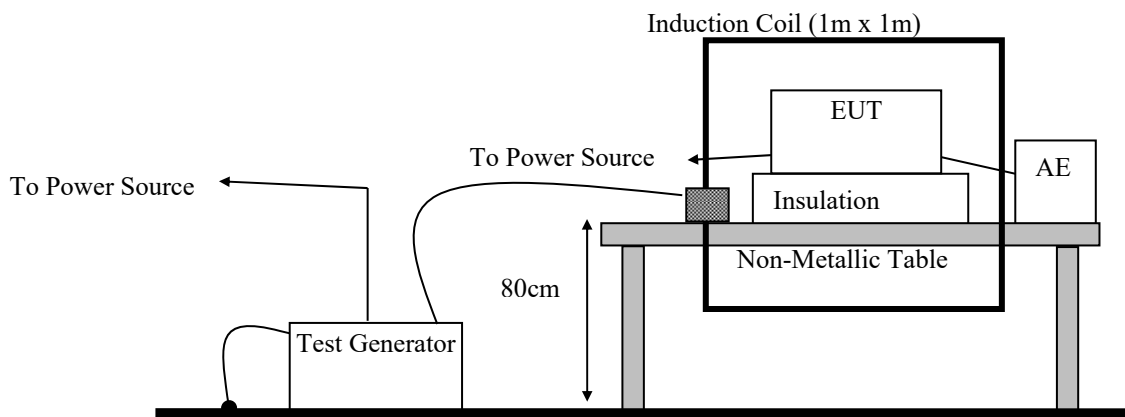 Induction Coil (1m x 1m)
EUT
To Power Source
AE
To Power Source
Insulation
Non-Metallic Table
80cm
Test Generator